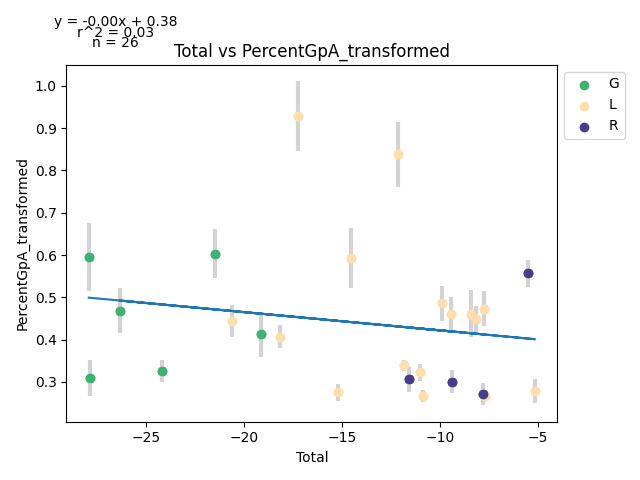 y = -0.00x + 0.38
r^2 = 0.03
n = 26
Total vs PercentGpA_transformed
G
L
R
PercentGpA_transformed
1.0
0.9
0.8
0.7
0.6
0.5
0.4
0.3
−25
−20
−15
−10
−5
Total